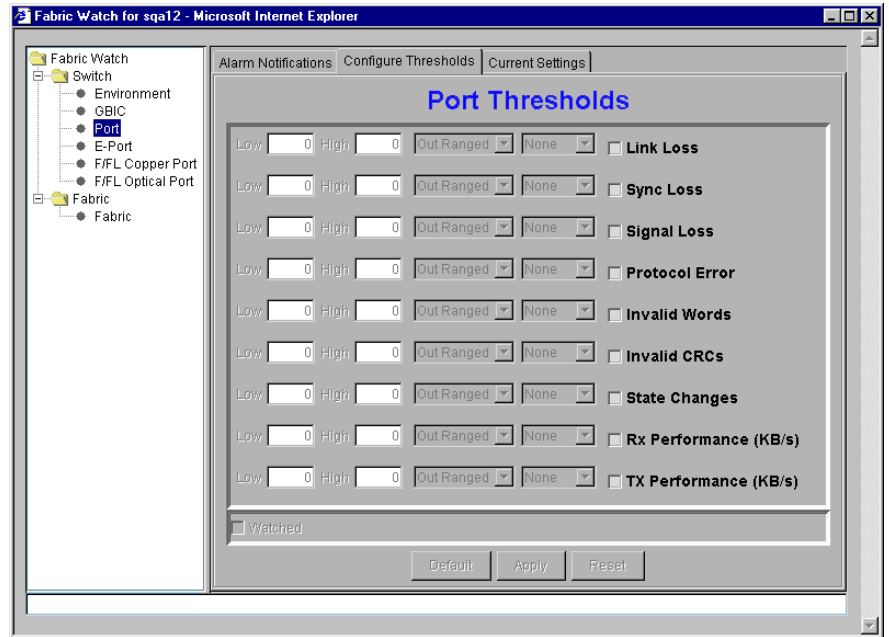 Fabric Watch for sqa12 - Microsoft Internet Explorer
Fabric Watch
Switch
Environment
GBIC
Port
E-Port
F/FL Copper Port
F/FL Optical Port
Fabric
Fabric
Alarm Notifications Configure Thresholds Current Settings
Port Thresholds
Low 0 High 0 Out Ranged None Link Loss
Low 0 High 0 Out Ranged None Sync Loss
Low 0 High 0 Out Ranged None Signal Loss
Low 0 High 0 Out Ranged None Protocol Error
Low 0 High 0 Out Ranged None Invalid Words
Low 0 High 0 Out Ranged None Invalid CRCs
Low 0 High 0 Out Ranged None State Changes
Low 0 High 0 Out Ranged None Rx Performance (KB/s)
Low 0 High 0 Out Ranged None TX Performance (KB/s)
Watched
Default Apply Reset